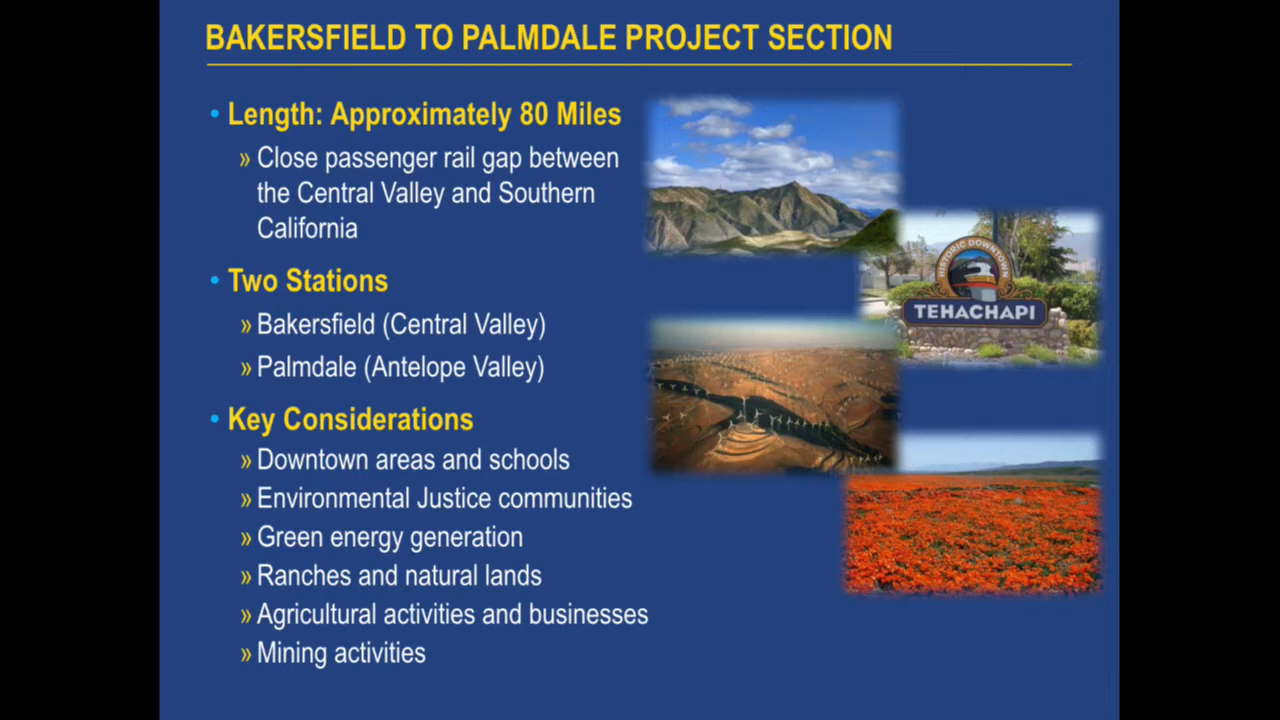 BAKERSFIELD TO PALMDALE PROJECT SECTION
• Length: Approximately 80 Miles
» Close passenger rail gap between
the Central Valley and Southern
California
• Two Stations
» Bakersfield (Central Valley)
» Palmdale (Antelope Valley)
• Key Considerations
» Downtown areas and schools
» Environmental Justice communities
» Green energy generation
» Ranches and natural lands
» Agricultural activities and businesses
» Mining activities
HISTORIC DOWNTOWN
TEHACHAPI